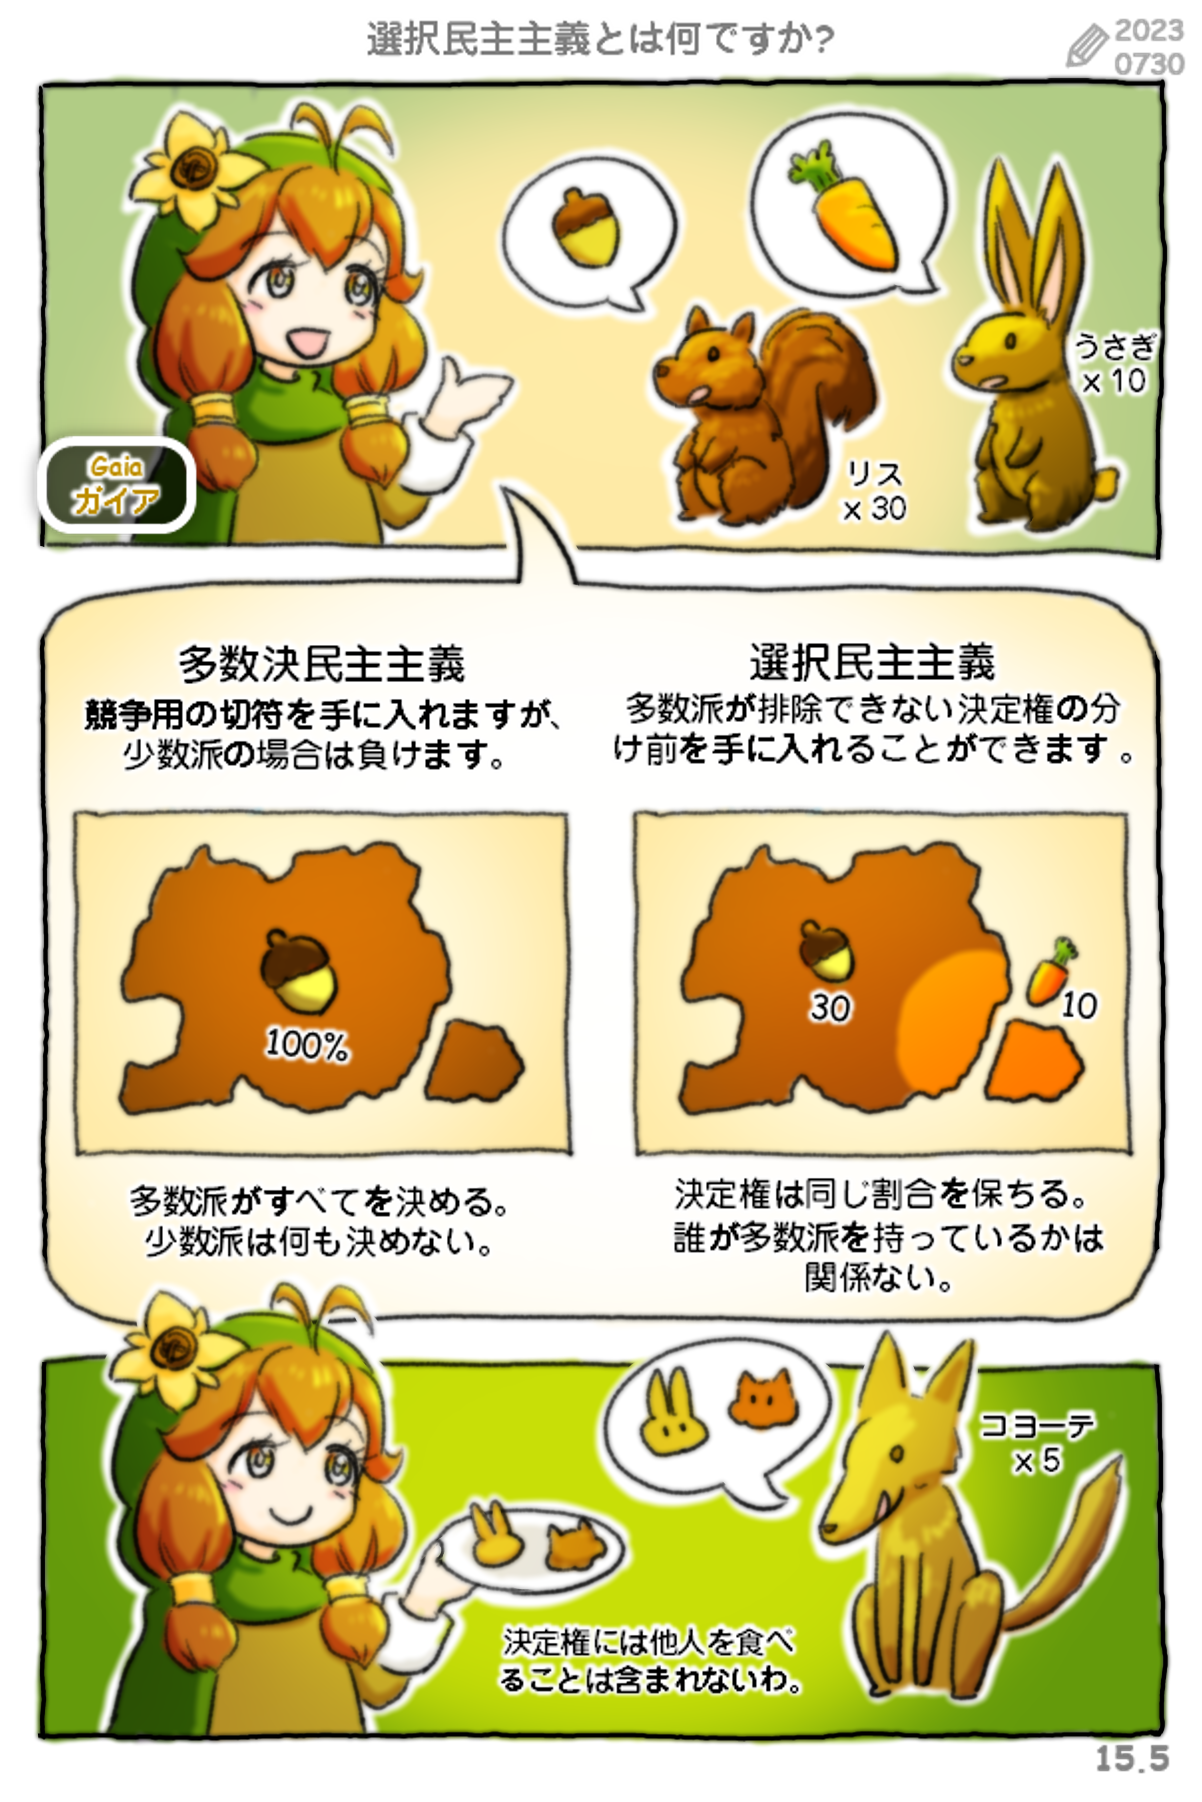 選択民主主義とは何ですか?
2023
0730
うさぎ
x 10
Gaia
ガイア
リス
x 30
多数決民主主義
競争用の切符を手に入れますが、
少数派の場合は負けます。
選択民主主義
多数派が排除できない決定権の分
け前を手に入れることができます。
100%
30
10
多数派がすべてを決める。
少数派は何も決めない。
決定権は同じ割合を保ちる。
誰が多数派を持っているかは
関係ない。
コヨーテ
x 5
決定権には他人を食べ
ることは含まれないわ。
15.5